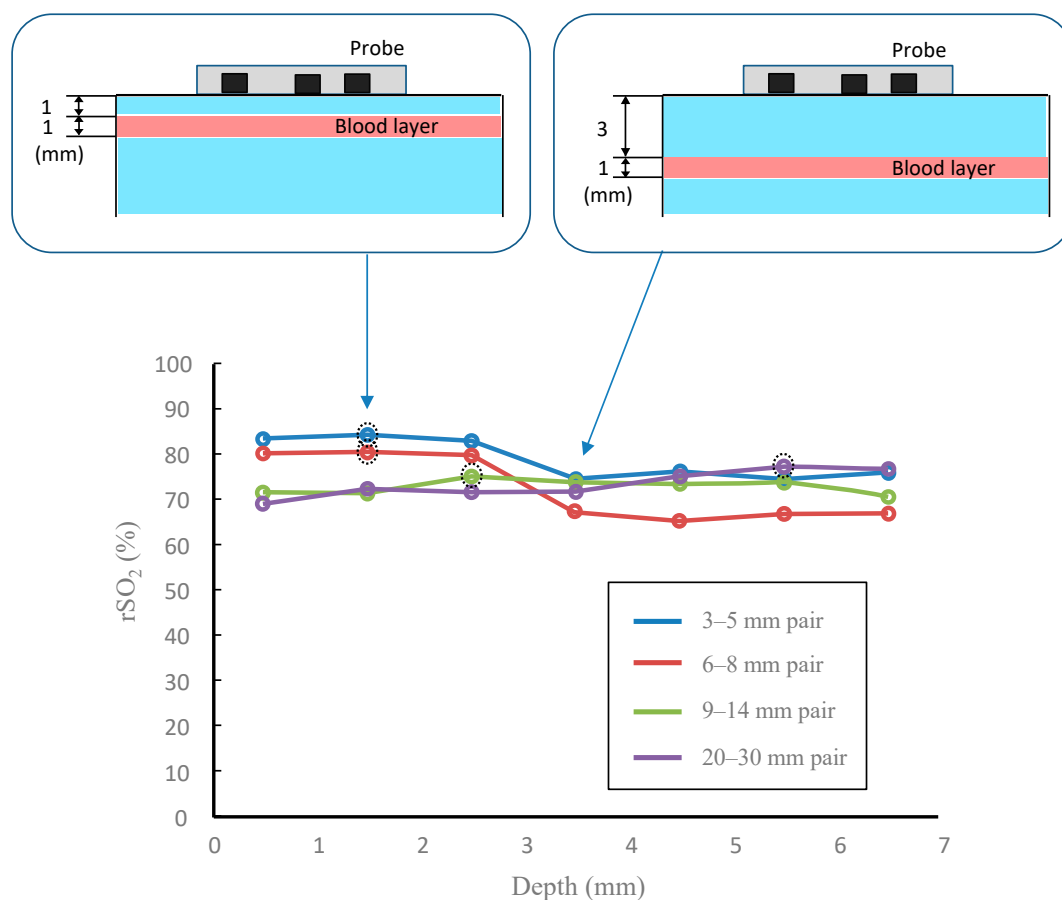 Probe
1
1
(mm)
Blood layer
Probe
3
1
(mm)
Blood layer
100
90
80
70
60
50
40
30
20
10
0
rSO₂ (%)
3–5 mm pair
6–8 mm pair
9–14 mm pair
20–30 mm pair
0 1 2 3 4 5 6 7
Depth (mm)